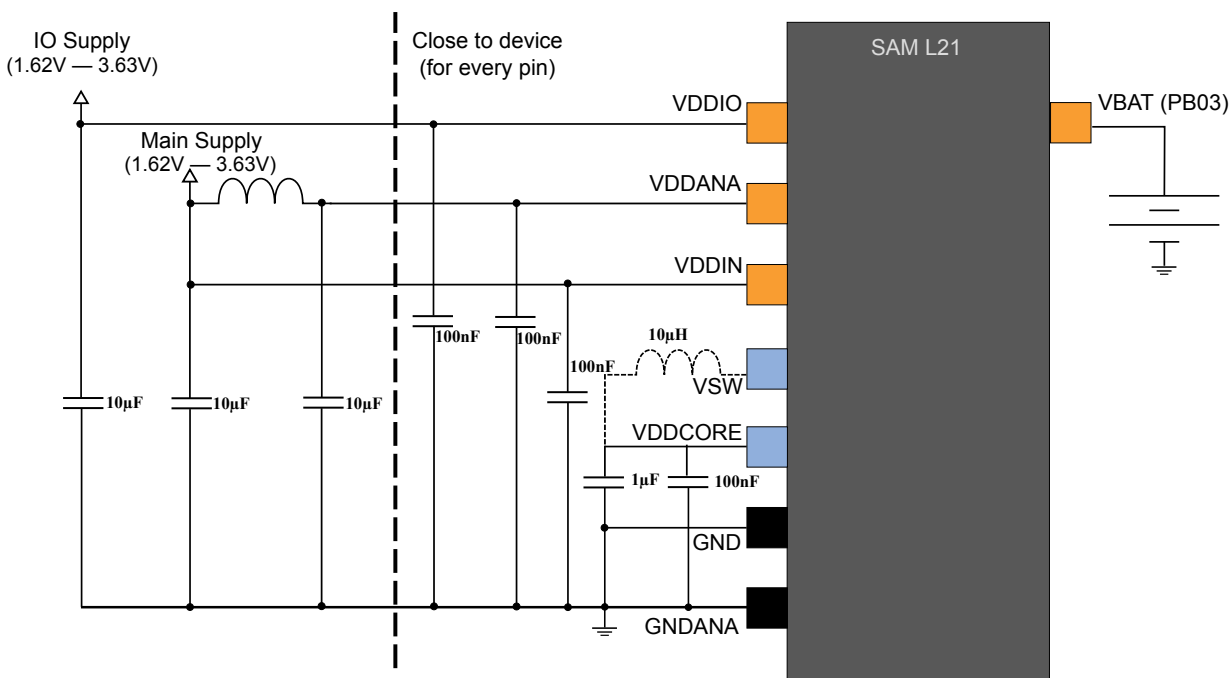 IO Supply
(1.62V — 3.63V)
Close to device
(for every pin)
SAM L21
VDDIO
VBAT (PB03)
Main Supply
(1.62V — 3.63V)
VDDANA
VDDIN
100nF
100nF
100nF
10µH
VSW
10µF
10µF
10µF
VDDCORE
1µF
100nF
GND
GNDANA